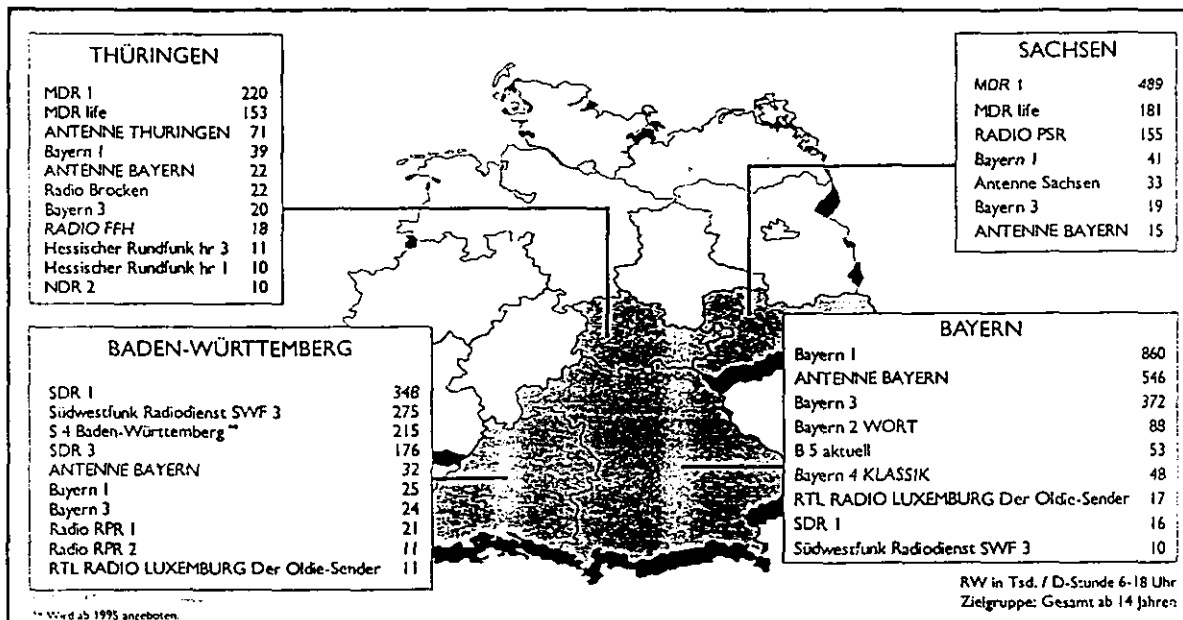 THÜRINGEN
MDR 1 220
MDR life 153
ANTENNE THURINGEN 71
Bayern 1 39
ANTENNE BAYERN 22
Radio Brocken 22
Bayern 3 20
RADIO FFH 18
Hessischer Rundfunk hr 3 11
Hessischer Rundfunk hr 1 10
NDR 2 10
SACHSEN
MDR 1 489
MDR life 181
RADIO PSR 155
Bayern 1 41
Antenne Sachsen 33
Bayern 3 19
ANTENNE BAYERN 15
BADEN-WÜRTTEMBERG
SDR 1 348
Südwestfunk Radiodienst SWF 3 275
S 4 Baden-Württemberg ** 215
SDR 3 176
ANTENNE BAYERN 32
Bayern 1 25
Bayern 3 24
Radio RPR 1 21
Radio RPR 2 11
RTL RADIO LUXEMBURG Der Oldie-Sender 11
BAYERN
Bayern 1 860
ANTENNE BAYERN 546
Bayern 3 372
Bayern 2 WORT 88
B 5 aktuell 53
Bayern 4 KLASSIK 48
RTL RADIO LUXEMBURG Der Oldie-Sender 17
SDR 1 16
Südwestfunk Radiodienst SWF 3 10
** Wird ab 1995 angeboten.
RW in Tsd. / D-Stunde 6-18 Uhr
Zielgruppe: Gesamt ab 14 Jahren